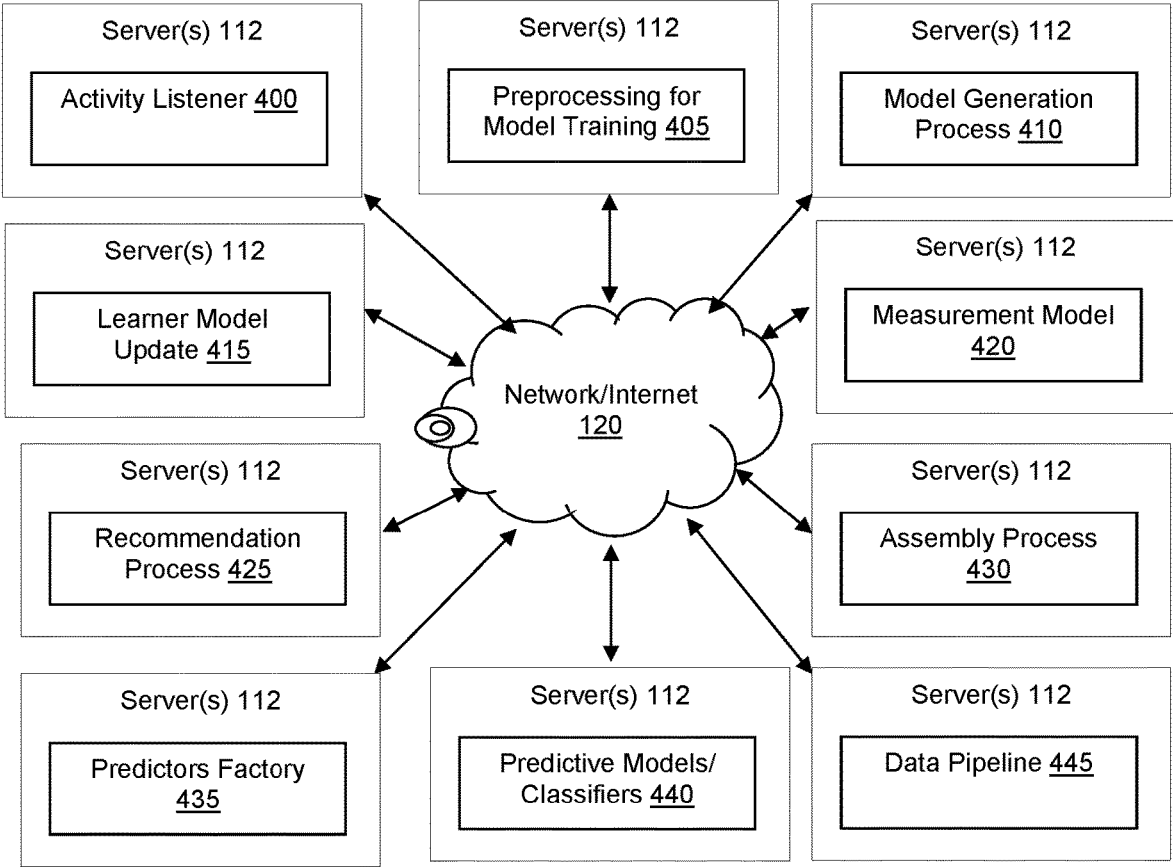 Server(s) 112
Activity Listener 400
Server(s) 112
Preprocessing for
Model Training 405
Server(s) 112
Model Generation
Process 410
Server(s) 112
Learner Model
Update 415
Network/Internet
120
Server(s) 112
Measurement Model
420
Server(s) 112
Recommendation
Process 425
Server(s) 112
Assembly Process
430
Server(s) 112
Predictors Factory
435
Server(s) 112
Predictive Models/
Classifiers 440
Server(s) 112
Data Pipeline 445